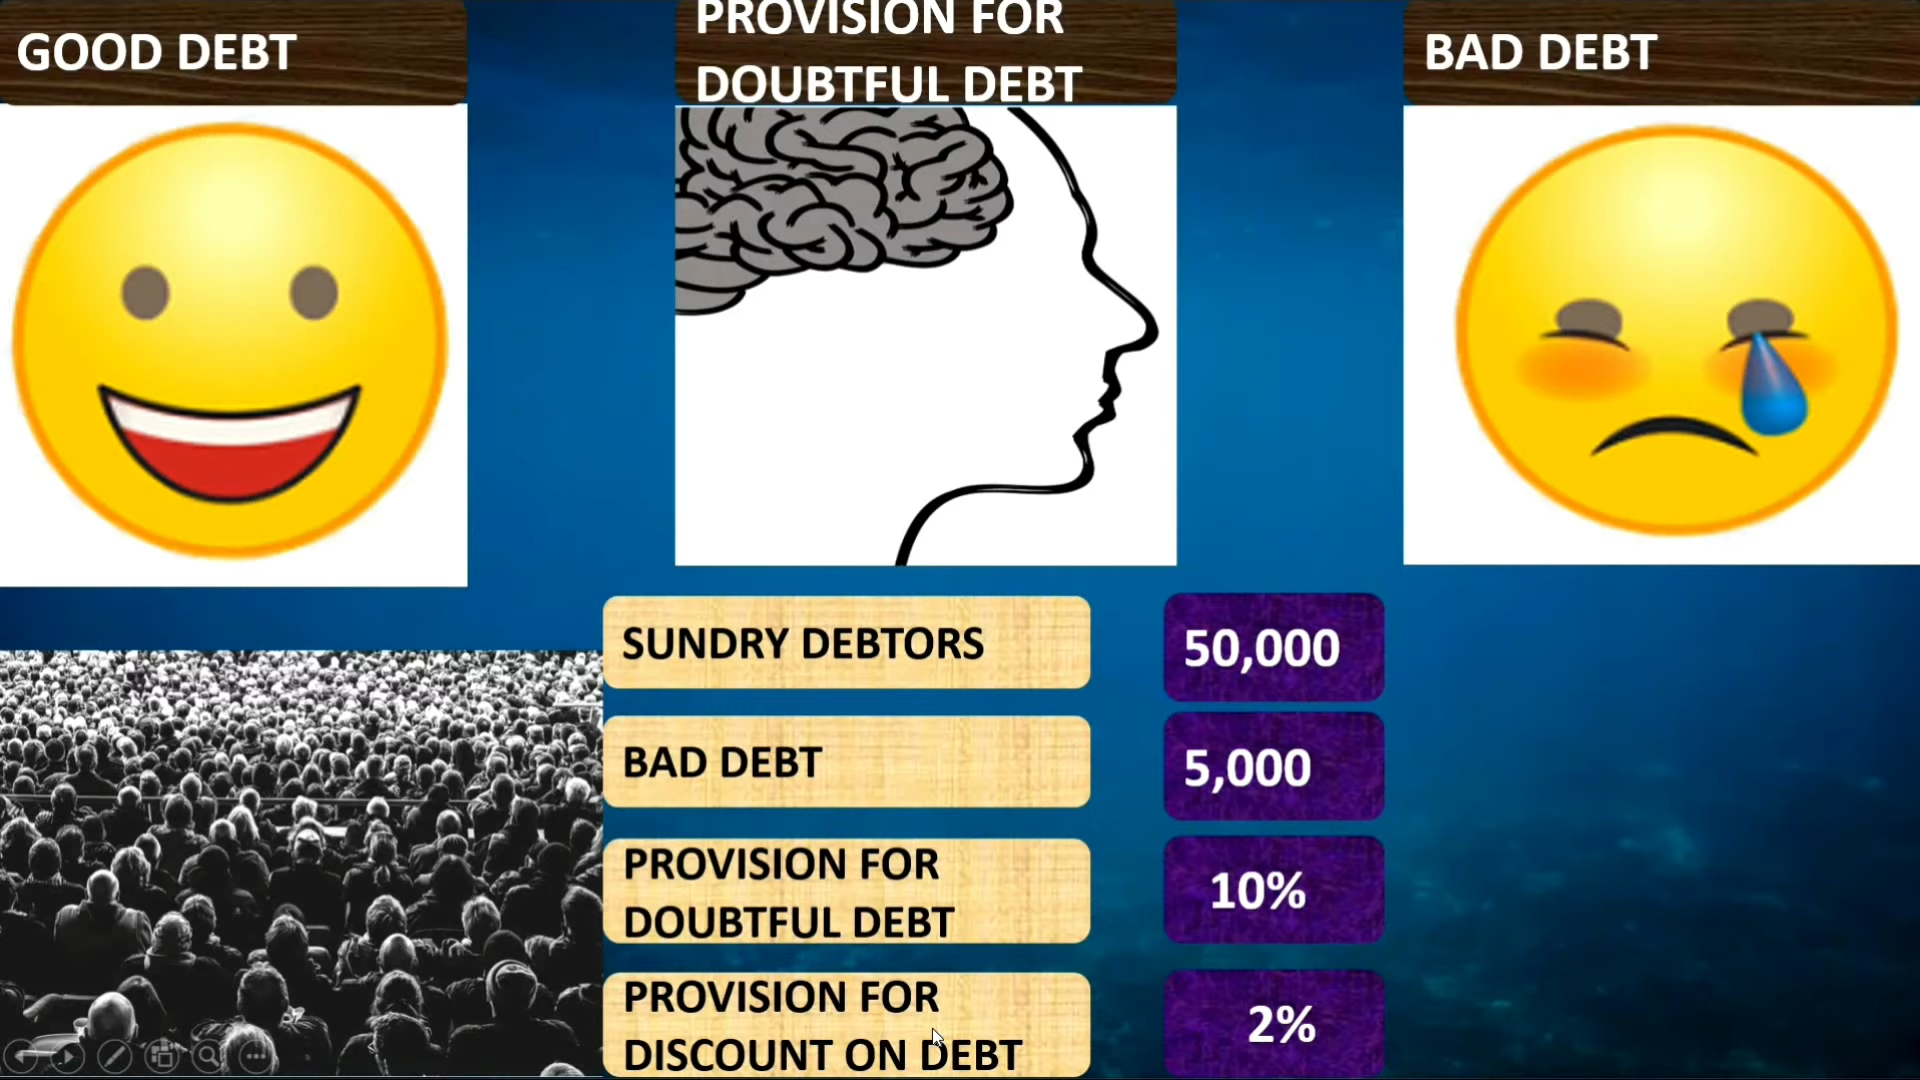 GOOD DEBT
PROVISION FOR
DOUBTFUL DEBT
BAD DEBT
SUNDRY DEBTORS
50,000
BAD DEBT
5,000
PROVISION FOR
DOUBTFUL DEBT
10%
PROVISION FOR
DISCOUNT ON DEBT
2%